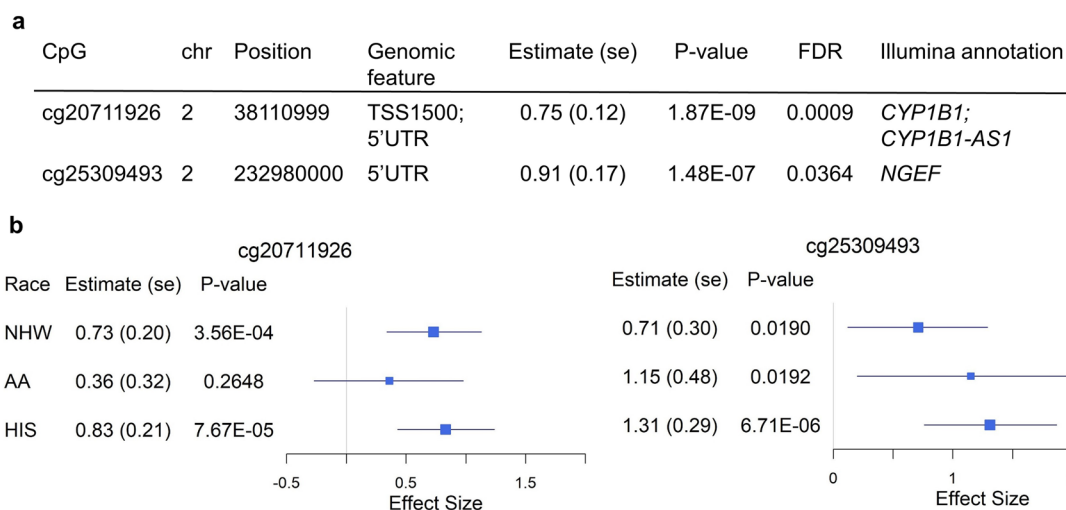 a
CpG chr Position Genomic feature Estimate (se) P-value FDR Illumina annotation
cg20711926 2 38110999 TSS1500; 5'UTR 0.75 (0.12) 1.87E-09 0.0009 CYP1B1; CYP1B1-AS1
cg25309493 2 232980000 5'UTR 0.91 (0.17) 1.48E-07 0.0364 NGEF
b
cg20711926
Race Estimate (se) P-value
NHW 0.73 (0.20) 3.56E-04
AA 0.36 (0.32) 0.2648
HIS 0.83 (0.21) 7.67E-05
-0.5 0.5 1.5
Effect Size
cg25309493
Estimate (se) P-value
0.71 (0.30) 0.0190
1.15 (0.48) 0.0192
1.31 (0.29) 6.71E-06
0 1
Effect Size